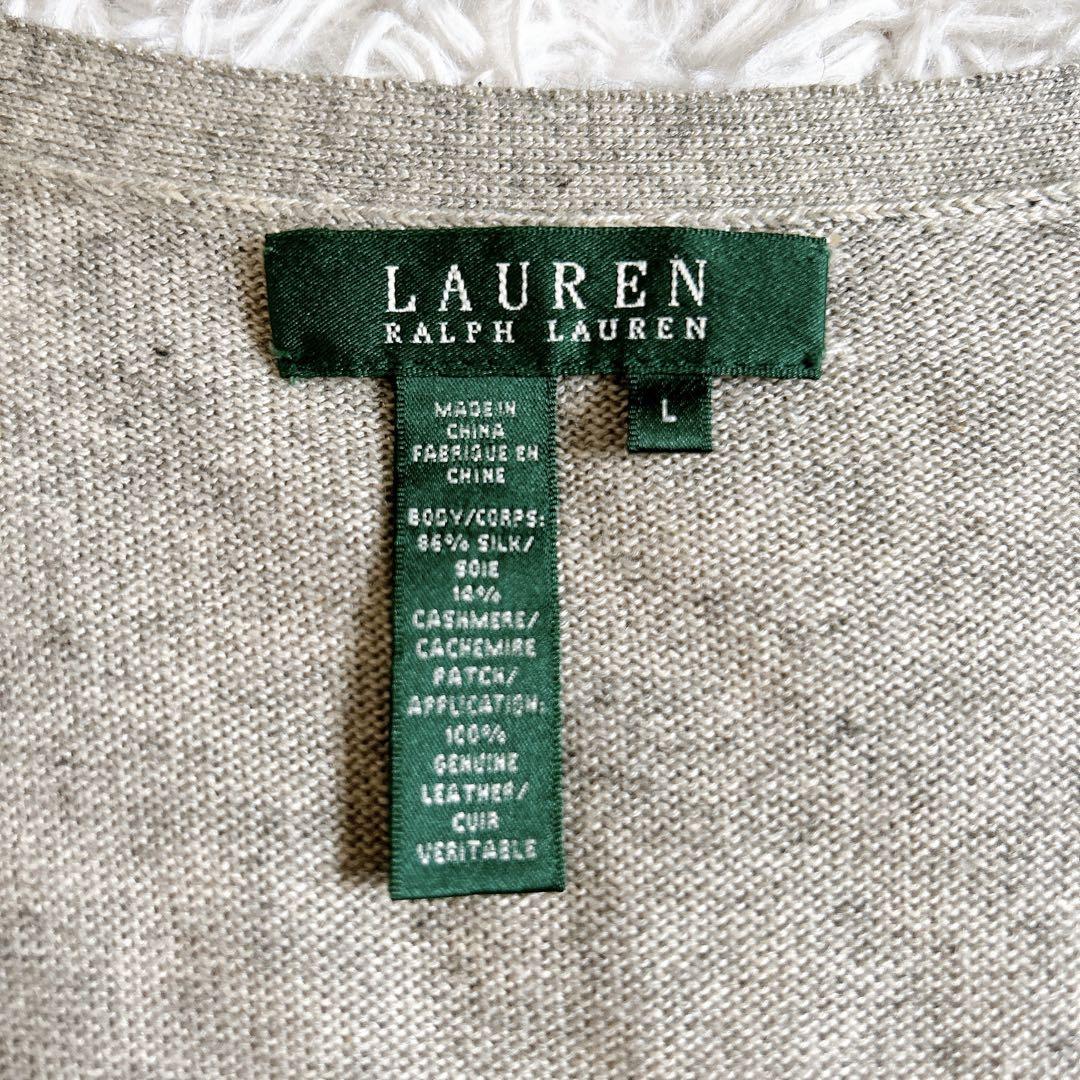 LAUREN
RALPH LAUREN
L
MADE IN
CHINA
FABRIQUE EN
CHINE
BODY/CORPS:
86% SILK/
SOIE
14%
CASHMERE/
CACHEMIRE
PATCH/
APPLICATION:
100%
GENUINE
LEATHER/
CUIR
VERITABLE